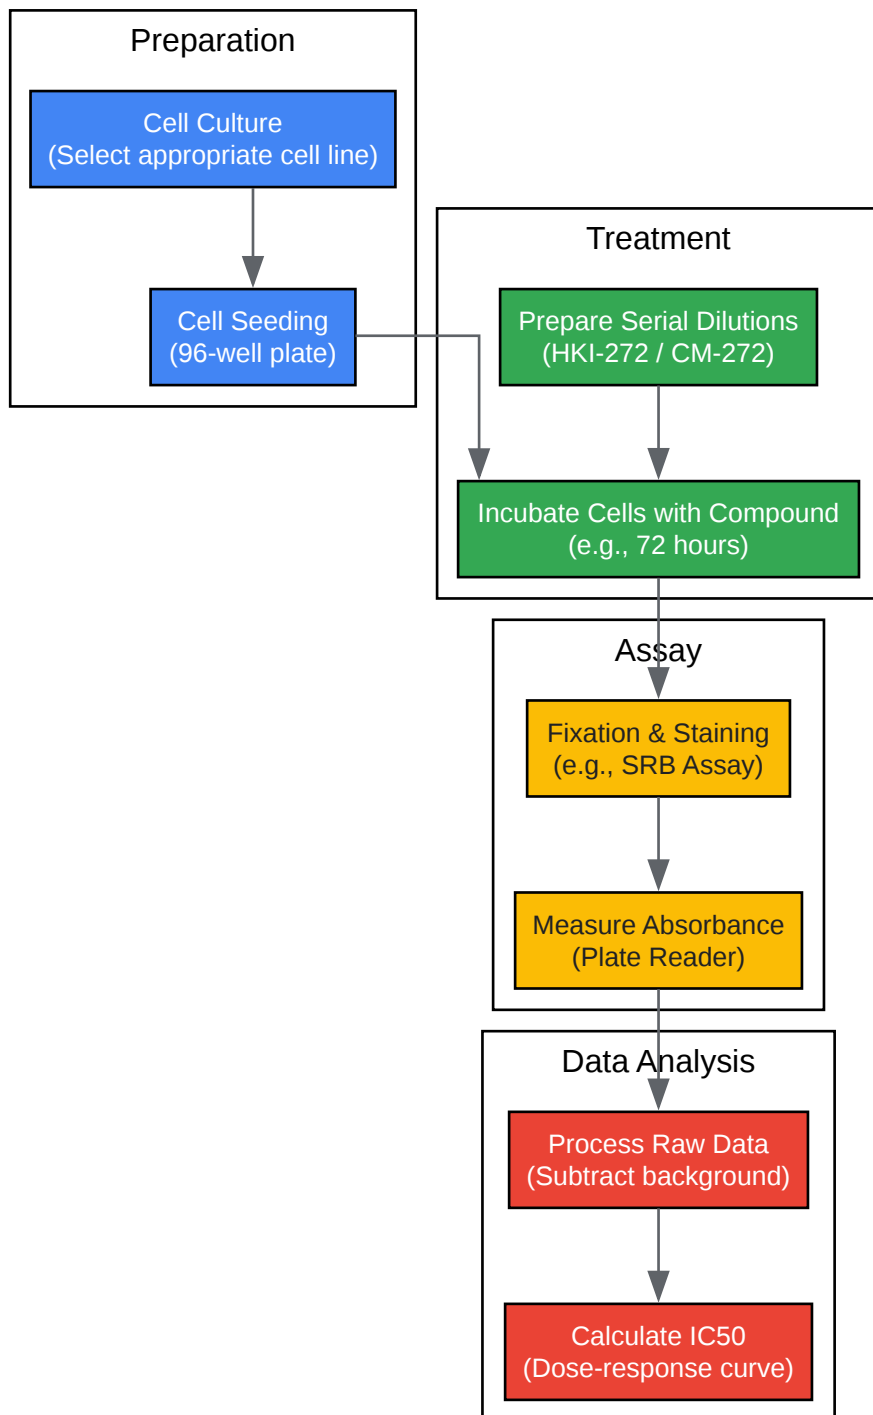 Preparation
Cell Culture
(Select appropriate cell line)
Cell Seeding
(96-well plate)
Treatment
Prepare Serial Dilutions
(HKI-272 / CM-272)
Incubate Cells with Compound
(e.g., 72 hours)
Assay
Fixation & Staining
(e.g., SRB Assay)
Measure Absorbance
(Plate Reader)
Data Analysis
Process Raw Data
(Subtract background)
Calculate IC50
(Dose-response curve)